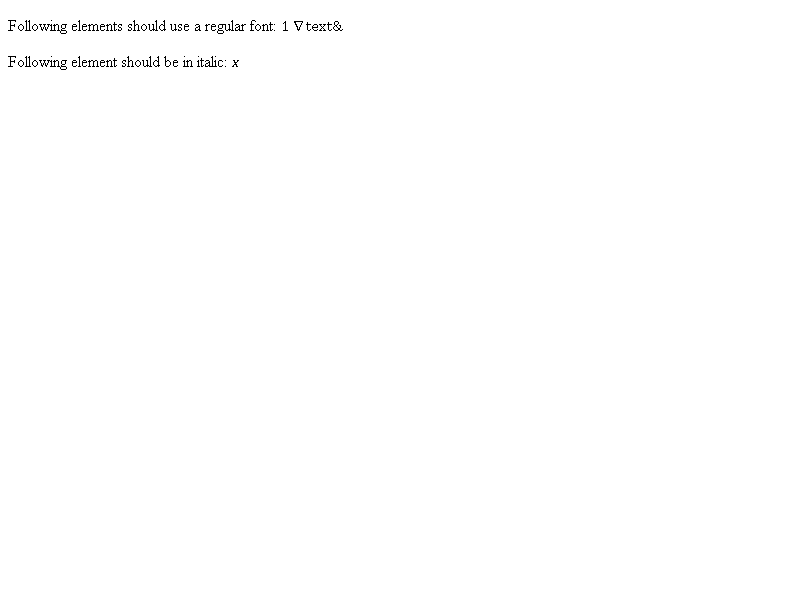 Following elements should use a regular font: 1 ∇ text&
Following element should be in italic: x